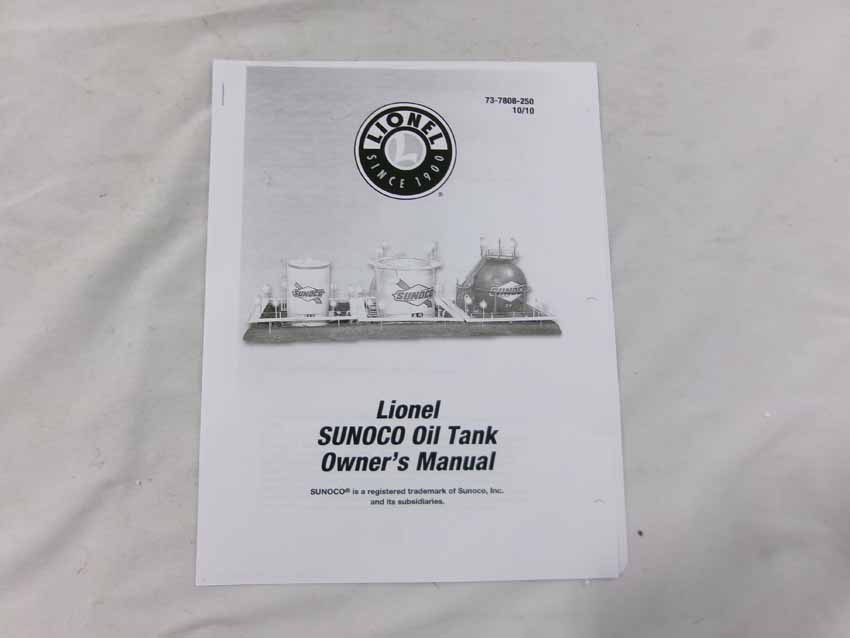 73-7808-250
10/10
LIONEL
L
SINCE 1900
®
SUNOCO
SUNOCO
SUNOCO
Lionel
SUNOCO Oil Tank
Owner's Manual
SUNOCO® is a registered trademark of Sunoco, Inc.
and its subsidiaries.